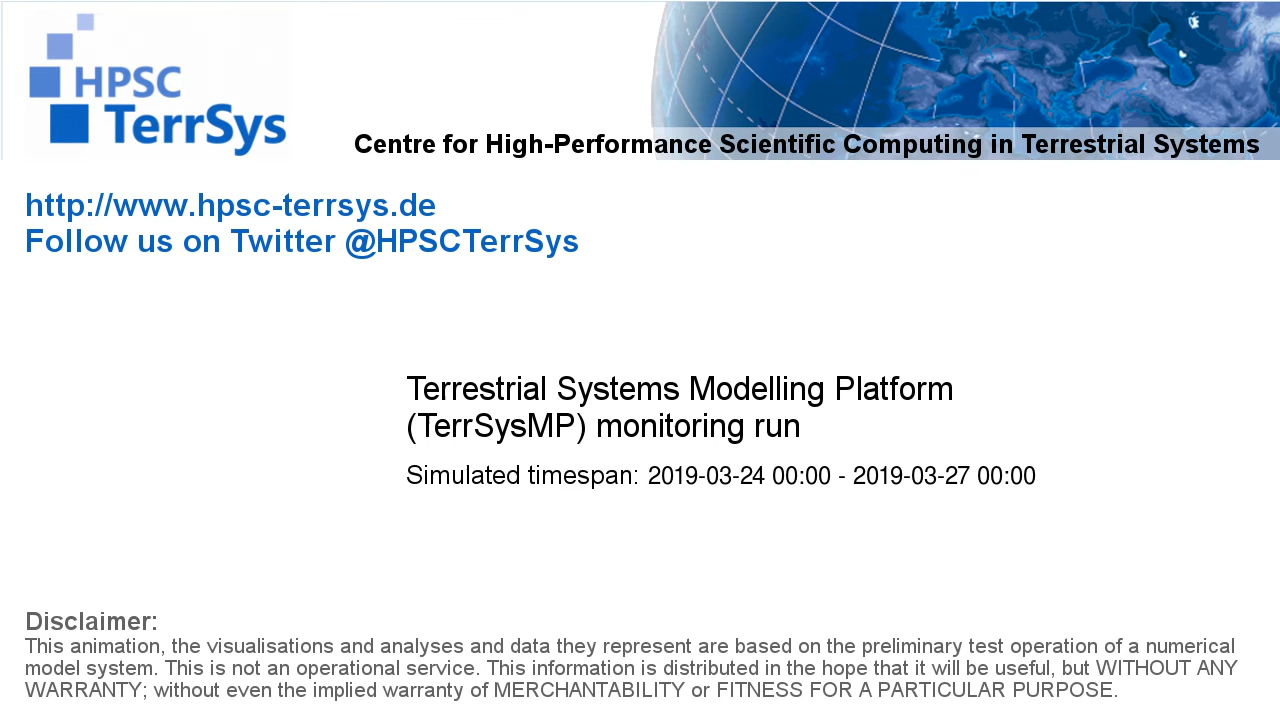 HPSC
TerrSys
Centre for High-Performance Scientific Computing in Terrestrial Systems
http://www.hpsc-terrsys.de
Follow us on Twitter @HPSCTerrSys
Terrestrial Systems Modelling Platform
(TerrSysMP) monitoring run
Simulated timespan: 2019-03-24 00:00 - 2019-03-27 00:00
Disclaimer:
This animation, the visualisations and analyses and data they represent are based on the preliminary test operation of a numerical
model system. This is not an operational service. This information is distributed in the hope that it will be useful, but WITHOUT ANY
WARRANTY; without even the implied warranty of MERCHANTABILITY or FITNESS FOR A PARTICULAR PURPOSE.